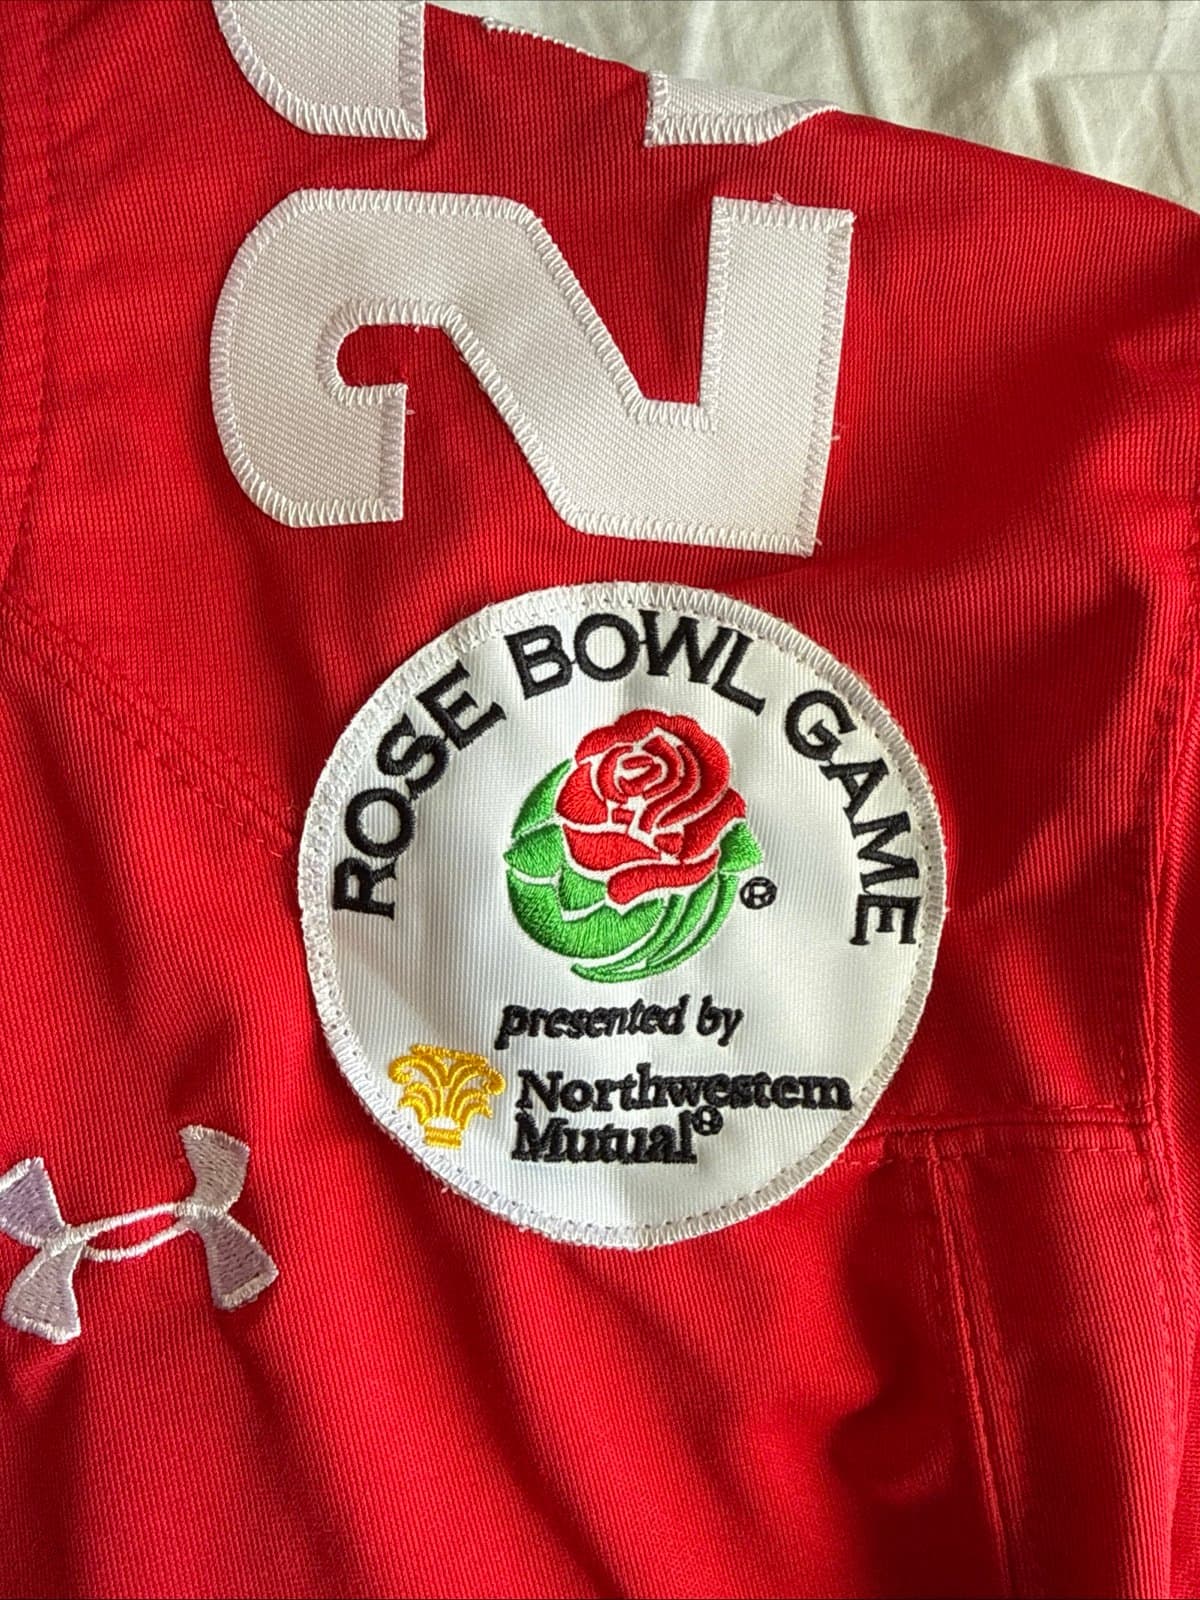 2
ROSE BOWL GAME
®
presented by
Northwestern
Mutual®